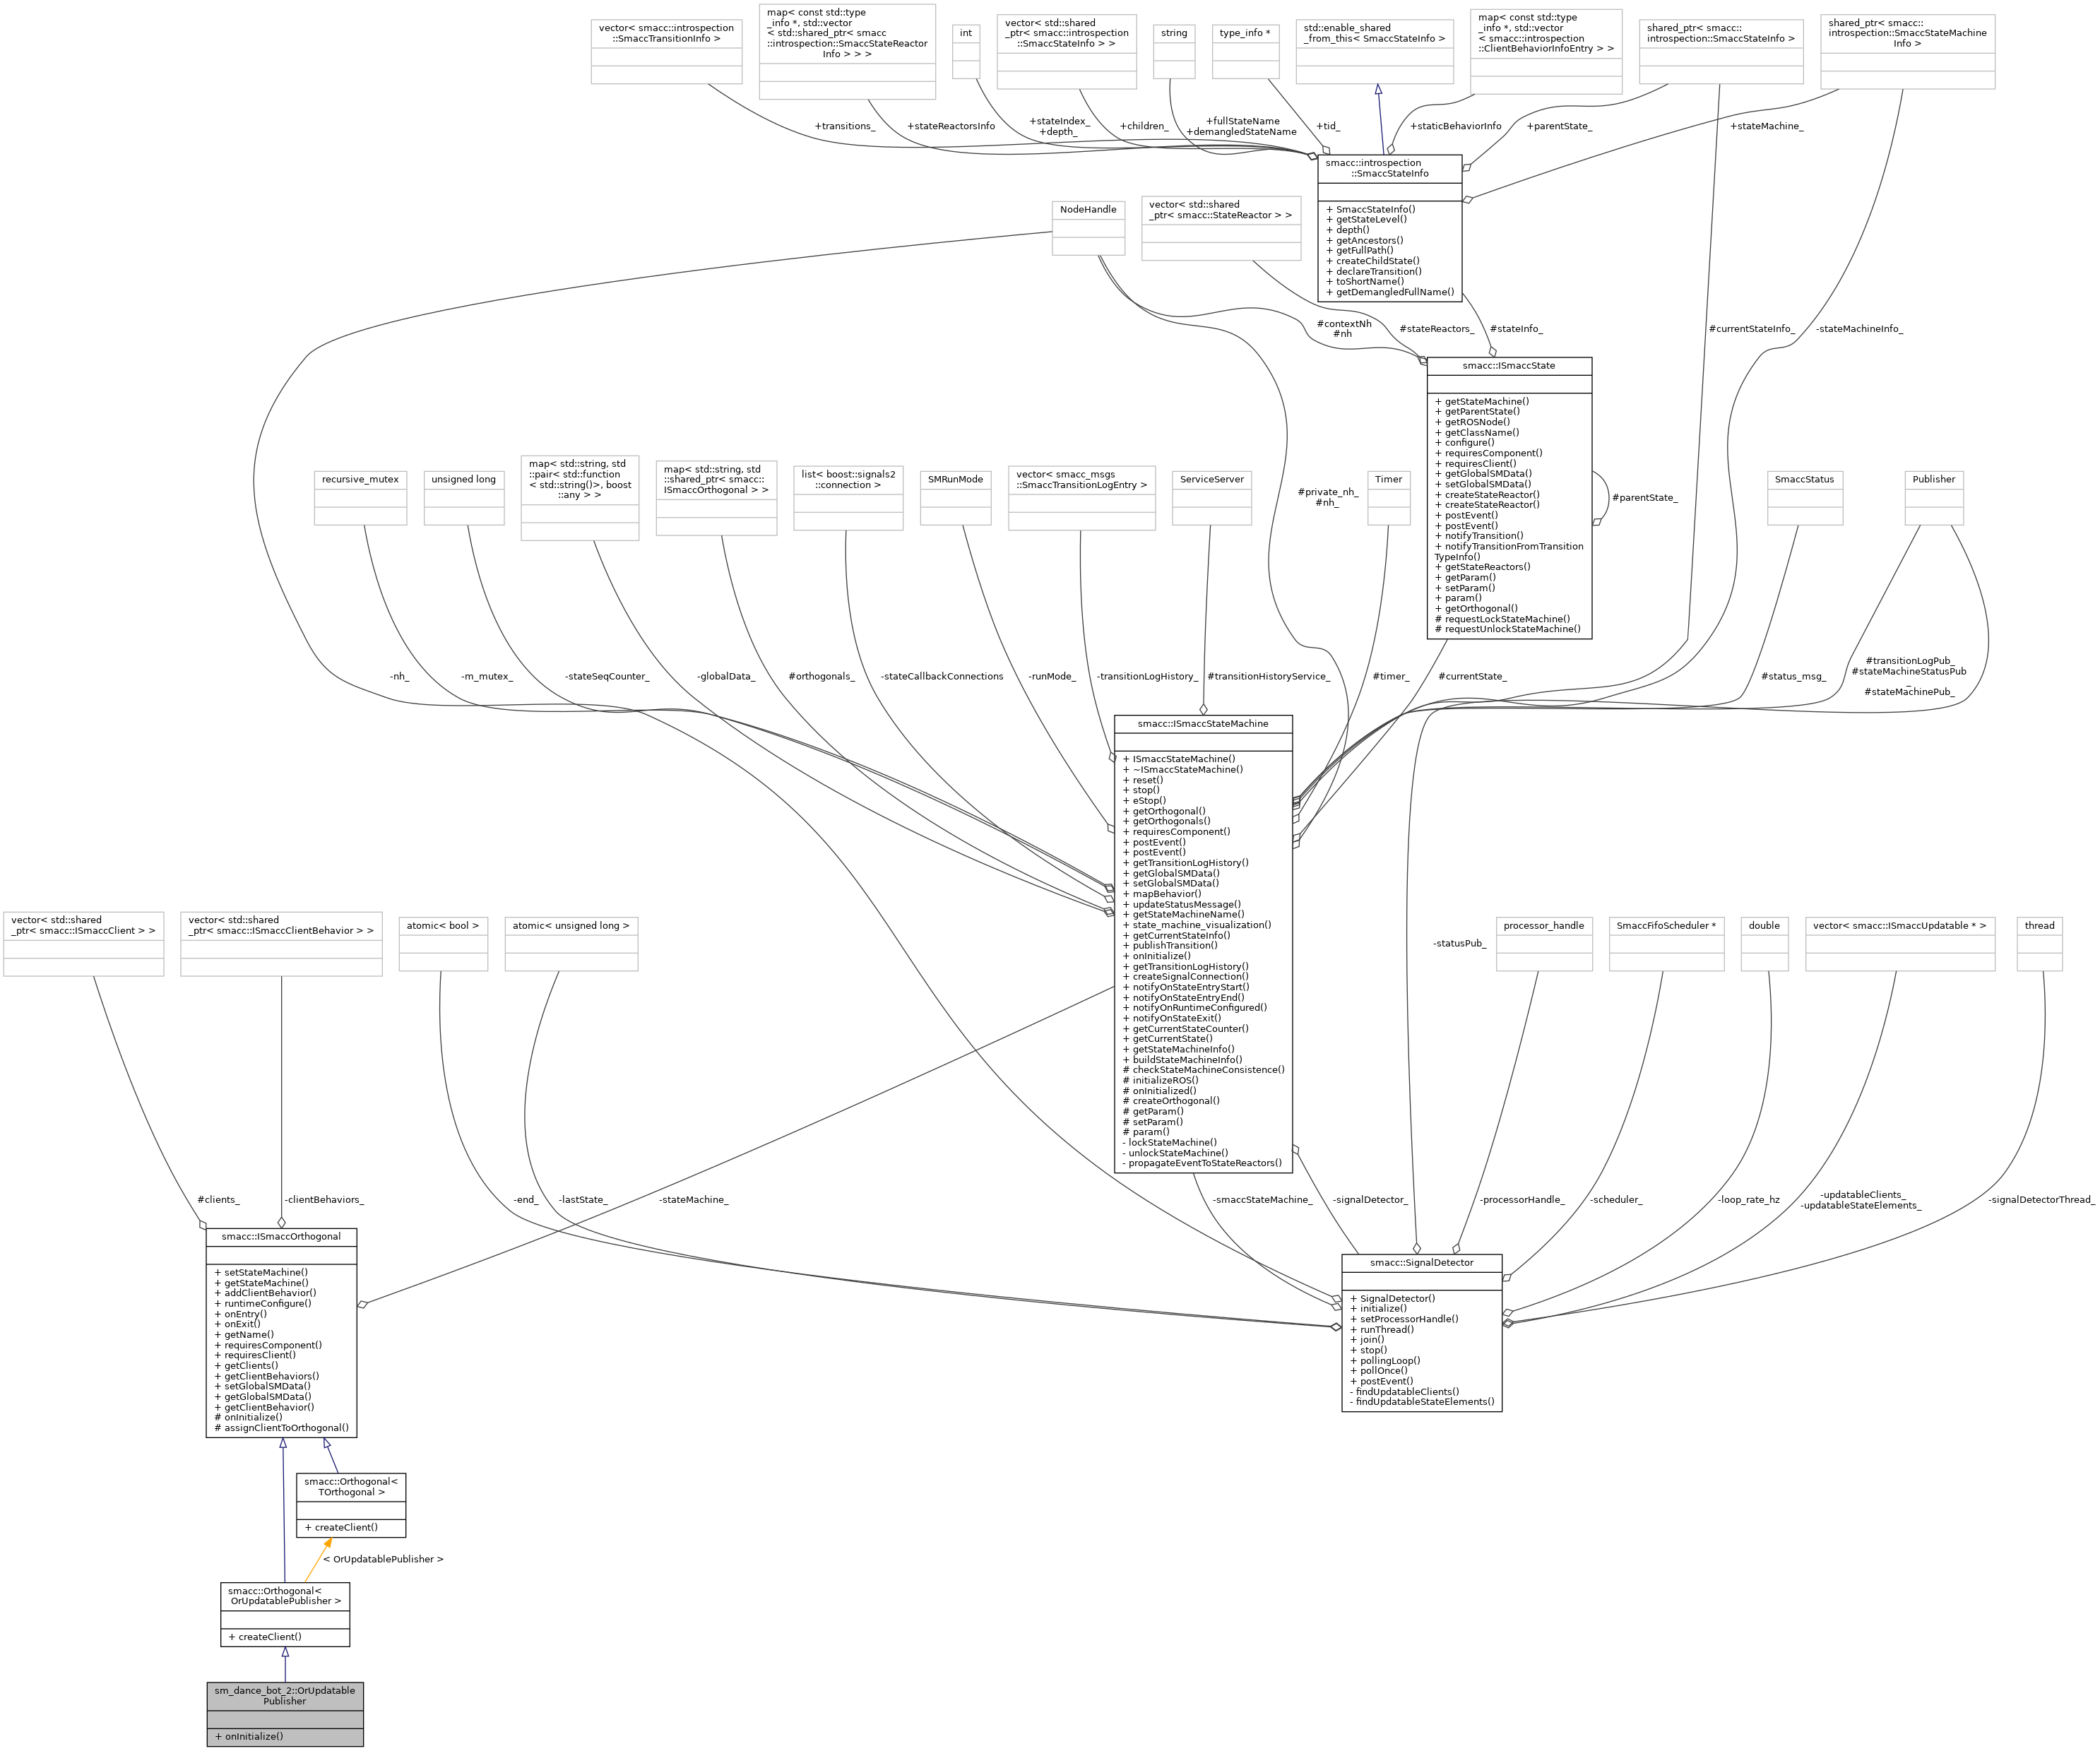 vector< smacc::introspection
::SmaccTransitionInfo >
map< const std::type
_info *, std::vector
< std::shared_ptr< smacc
::introspection::SmaccStateReactor
Info > > >
int
vector< std::shared
_ptr< smacc::introspection
::SmaccStateInfo > >
string
type_info *
std::enable_shared
_from_this< SmaccStateInfo >
map< const std::type
_info *, std::vector
< smacc::introspection
::ClientBehaviorInfoEntry > >
shared_ptr< smacc::
introspection::SmaccStateInfo >
shared_ptr< smacc::
introspection::SmaccStateMachine
Info >
+transitions_
+stateReactorsInfo
+stateIndex_
+depth_
+children_
+fullStateName
+demangledStateName
+tid_
+staticBehaviorInfo
+parentState_
+stateMachine_
smacc::introspection
::SmaccStateInfo
+ SmaccStateInfo()
+ getStateLevel()
+ depth()
+ getAncestors()
+ getFullPath()
+ createChildState()
+ declareTransition()
+ toShortName()
+ getDemangledFullName()
NodeHandle
vector< std::shared
_ptr< smacc::StateReactor > >
#contextNh
#nh
#stateReactors_
#stateInfo_
#currentStateInfo_
-stateMachineInfo_
smacc::ISmaccState
+ getStateMachine()
+ getParentState()
+ getROSNode()
+ getClassName()
+ configure()
+ requiresComponent()
+ requiresClient()
+ getGlobalSMData()
+ setGlobalSMData()
+ createStateReactor()
+ createStateReactor()
+ postEvent()
+ postEvent()
+ notifyTransition()
+ notifyTransitionFromTransition
TypeInfo()
+ getStateReactors()
+ getParam()
+ setParam()
+ param()
+ getOrthogonal()
# requestLockStateMachine()
# requestUnlockStateMachine()
#parentState_
recursive_mutex
unsigned long
map< std::string, std
::pair< std::function
< std::string()>, boost
::any > >
map< std::string, std
::shared_ptr< smacc::
ISmaccOrthogonal > >
list< boost::signals2
::connection >
SMRunMode
vector< smacc_msgs
::SmaccTransitionLogEntry >
ServiceServer
#private_nh_
#nh_
Timer
SmaccStatus
Publisher
-nh_
-m_mutex_
-stateSeqCounter_
-globalData_
#orthogonals_
-stateCallbackConnections
-runMode_
-transitionLogHistory_
#transitionHistoryService_
#timer_
#currentState_
#status_msg_
#transitionLogPub_
#stateMachineStatusPub
_
#stateMachinePub_
smacc::ISmaccStateMachine
+ ISmaccStateMachine()
+ ~ISmaccStateMachine()
+ reset()
+ stop()
+ eStop()
+ getOrthogonal()
+ getOrthogonals()
+ requiresComponent()
+ postEvent()
+ postEvent()
+ getTransitionLogHistory()
+ getGlobalSMData()
+ setGlobalSMData()
+ mapBehavior()
+ updateStatusMessage()
+ getStateMachineName()
+ state_machine_visualization()
+ getCurrentStateInfo()
+ publishTransition()
+ onInitialize()
+ getTransitionLogHistory()
+ createSignalConnection()
+ notifyOnStateEntryStart()
+ notifyOnStateEntryEnd()
+ notifyOnRuntimeConfigured()
+ notifyOnStateExit()
+ getCurrentStateCounter()
+ getCurrentState()
+ getStateMachineInfo()
+ buildStateMachineInfo()
# checkStateMachineConsistence()
# initializeROS()
# onInitialized()
# createOrthogonal()
# getParam()
# setParam()
# param()
- lockStateMachine()
- unlockStateMachine()
- propagateEventToStateReactors()
vector< std::shared
_ptr< smacc::ISmaccClient > >
vector< std::shared
_ptr< smacc::ISmaccClientBehavior > >
atomic< bool >
atomic< unsigned long >
-statusPub_
processor_handle
SmaccFifoScheduler *
double
vector< smacc::ISmaccUpdatable * >
thread
#clients_
-clientBehaviors_
-end_
-lastState_
-stateMachine_
-smaccStateMachine_
-signalDetector_
-processorHandle_
-scheduler_
-loop_rate_hz
-updatableClients_
-updatableStateElements_
-signalDetectorThread_
smacc::ISmaccOrthogonal
+ setStateMachine()
+ getStateMachine()
+ addClientBehavior()
+ runtimeConfigure()
+ onEntry()
+ onExit()
+ getName()
+ requiresComponent()
+ requiresClient()
+ getClients()
+ getClientBehaviors()
+ setGlobalSMData()
+ getGlobalSMData()
+ getClientBehavior()
# onInitialize()
# assignClientToOrthogonal()
smacc::SignalDetector
+ SignalDetector()
+ initialize()
+ setProcessorHandle()
+ runThread()
+ join()
+ stop()
+ pollingLoop()
+ pollOnce()
+ postEvent()
- findUpdatableClients()
- findUpdatableStateElements()
smacc::Orthogonal<
TOrthogonal >
+ createClient()
< OrUpdatablePublisher >
smacc::Orthogonal<
OrUpdatablePublisher >
+ createClient()
sm_dance_bot_2::OrUpdatable
Publisher
+ onInitialize()